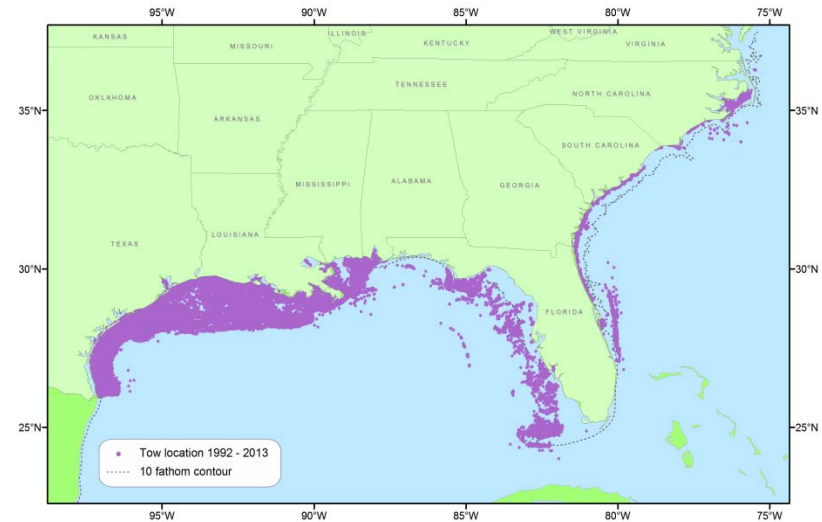 95°W 90°W 85°W 80°W 75°W
KANSAS MISSOURI ILLINOIS KENTUCKY WEST VIRGINIA VIRGINIA
35°N OKLAHOMA ARKANSAS TENNESSEE NORTH CAROLINA 35°N
SOUTH CAROLINA
MISSISSIPPI ALABAMA GEORGIA
TEXAS LOUISIANA
30°N 30°N
FLORIDA
25°N 25°N
Tow location 1992 - 2013
10 fathom contour
95°W 90°W 85°W 80°W 75°W